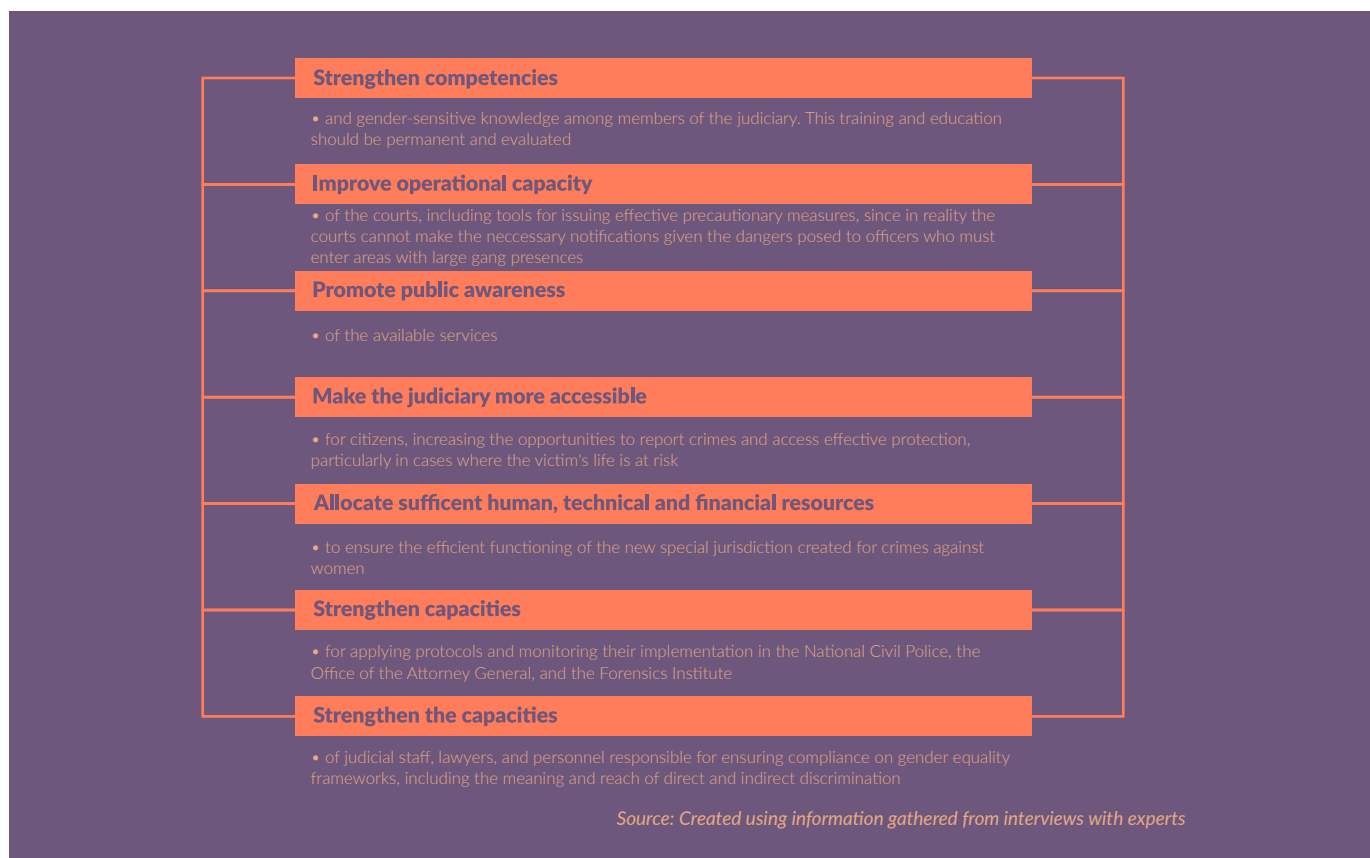 Strengthen competencies
• and gender-sensitive knowledge among members of the judiciary. This training and education
should be permanent and evaluated
Improve operational capacity
• of the courts, including tools for issuing effective precautionary measures, since in reality the
courts cannot make the neccessary notifications given the dangers posed to officers who must
enter areas with large gang presences
Promote public awareness
• of the available services
Make the judiciary more accessible
• for citizens, increasing the opportunities to report crimes and access effective protection,
particularly in cases where the victim's life is at risk
Allocate sufficent human, technical and financial resources
• to ensure the efficient functioning of the new special jurisdiction created for crimes against
women
Strengthen capacities
• for applying protocols and monitoring their implementation in the National Civil Police, the
Office of the Attorney General, and the Forensics Institute
Strengthen the capacities
• of judicial staff, lawyers, and personnel responsible for ensuring compliance on gender equality
frameworks, including the meaning and reach of direct and indirect discrimination
Source: Created using information gathered from interviews with experts